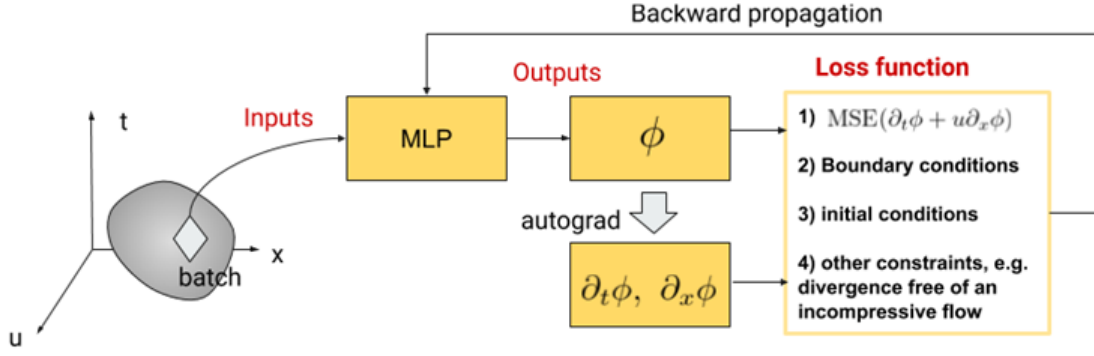 Backward propagation
Outputs
Loss function
t
Inputs
MLP
ϕ
1) MSE(∂ₜϕ + u∂ₓϕ)
2) Boundary conditions
3) initial conditions
autograd
x
batch
∂ₜϕ, ∂ₓϕ
4) other constraints, e.g.
divergence free of an
incompressive flow
u